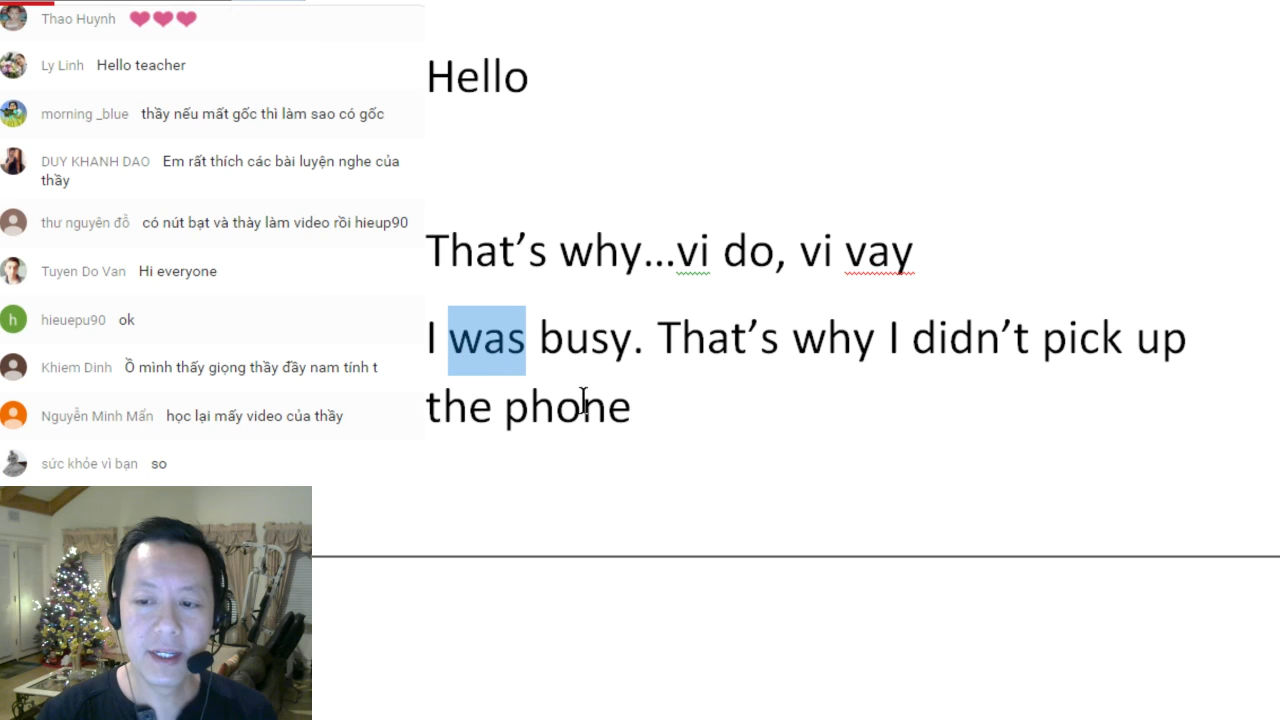 Thao Huynh
Ly Linh Hello teacher
morning _blue thầy nếu mất gốc thì làm sao có gốc
DUY KHANH DAO Em rất thích các bài luyện nghe của
thầy
thư nguyên đỗ có nút bạt và thày làm video rồi hieup90
Tuyen Do Van Hi everyone
h hieuepu90 ok
Khiem Dinh Ồ mình thấy giọng thầy đầy nam tính t
Nguyễn Minh Mẩn học lại mấy video của thầy
sức khỏe vì bạn so
Hello
That’s why...vi do, vi vay
I was busy. That’s why I didn’t pick up
the phone